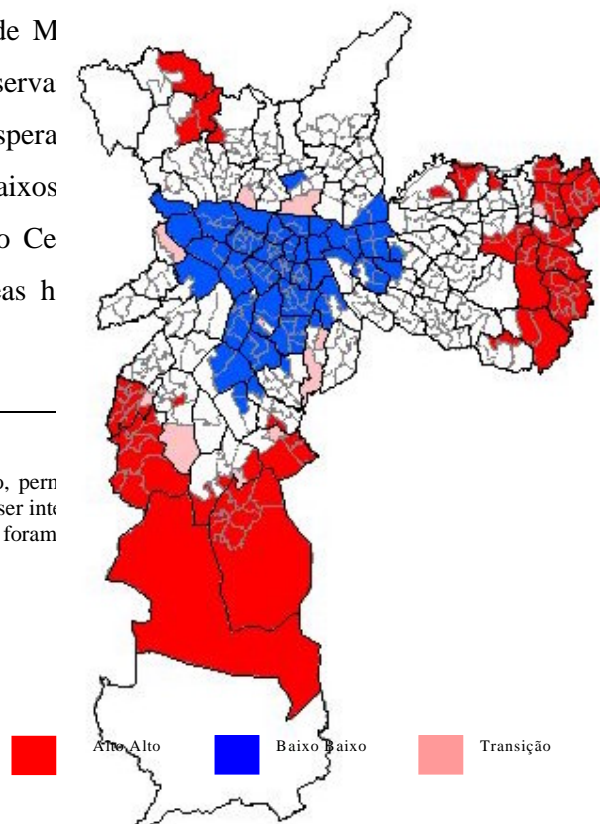 de M
serva
spera
aixos
o Ce
eas h
o, pern
ser inte
foram
Alto Alto
Baixo Baixo
Transição